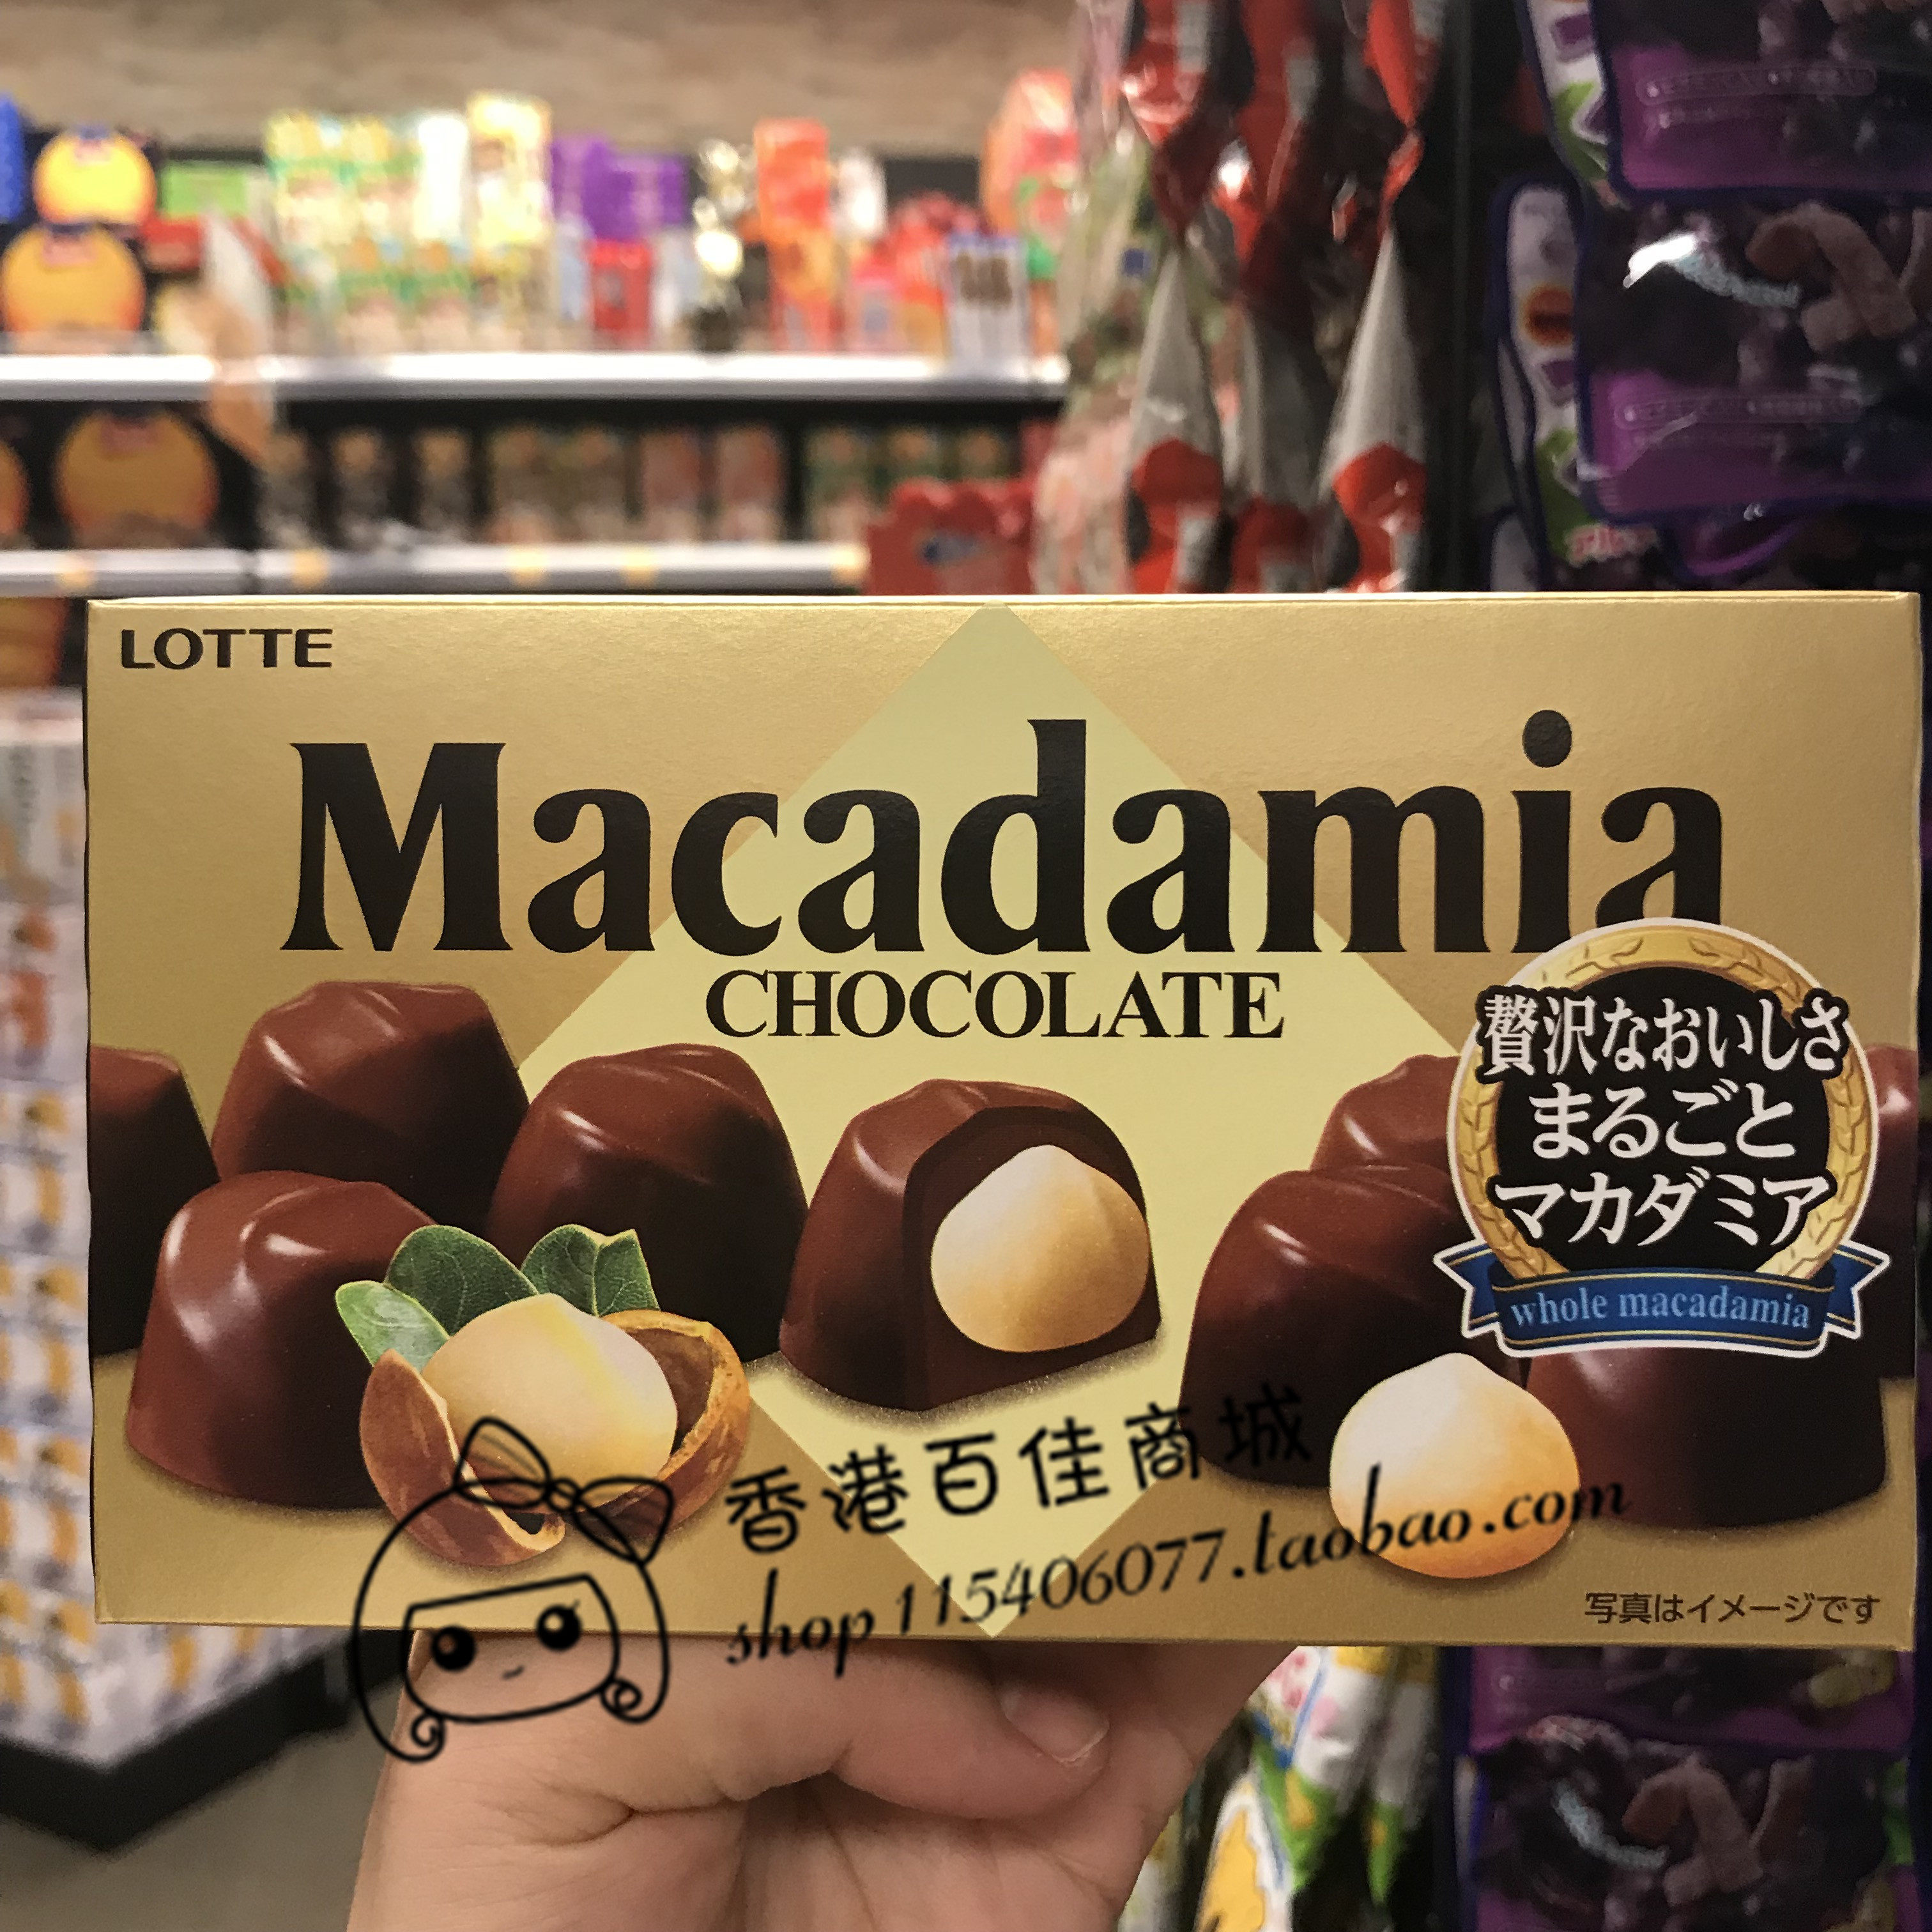 LOTTE
Macadamia
CHOCOLATE
贅沢なおいしさ
まるごと
マカダミア
whole macadamia
香港百佳商城
shop115406077.taobao.com
写真はイメージです